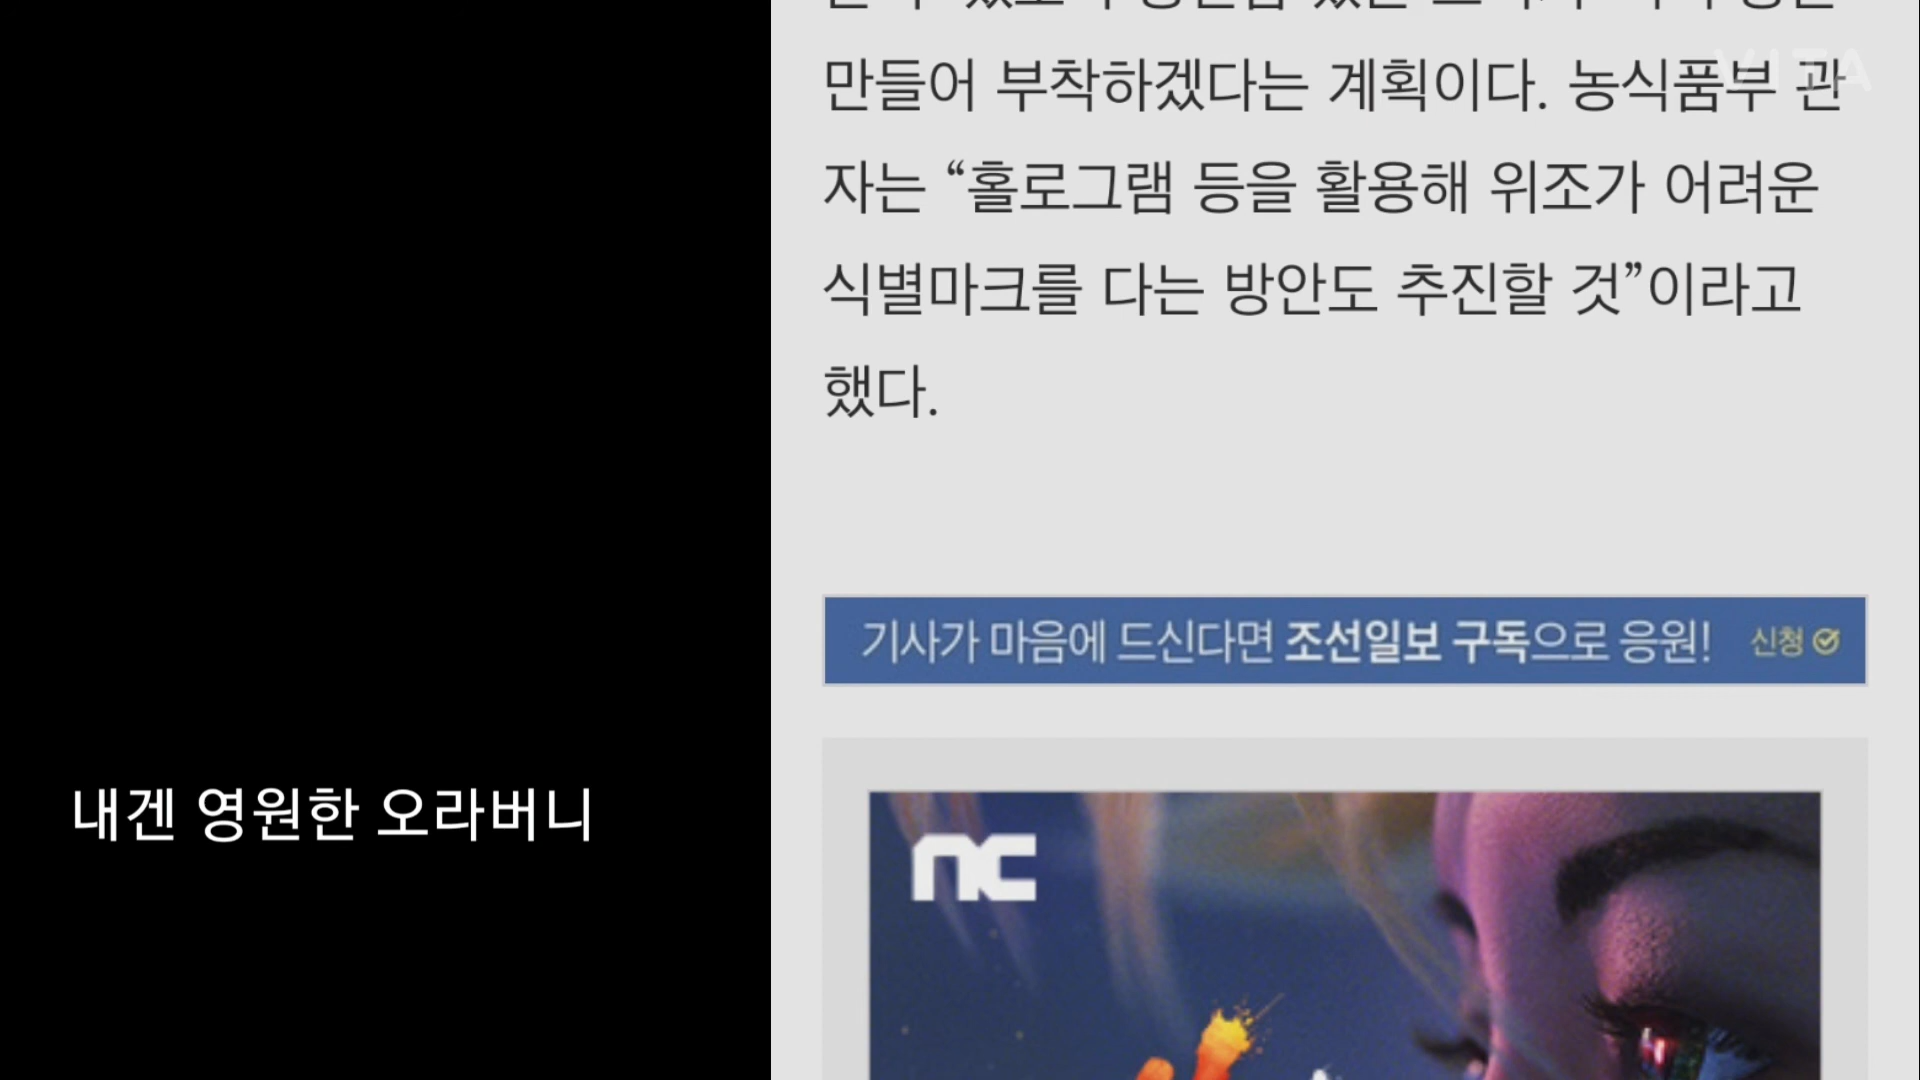 만들어 부착하겠다는 계획이다. 농식품부 관
자는 “홀로그램 등을 활용해 위조가 어려운
식별마크를 다는 방안도 추진할 것”이라고
했다.
기사가 마음에 드신다면 조선일보 구독으로 응원! 신청
내겐 영원한 오라버니
nc
VITA